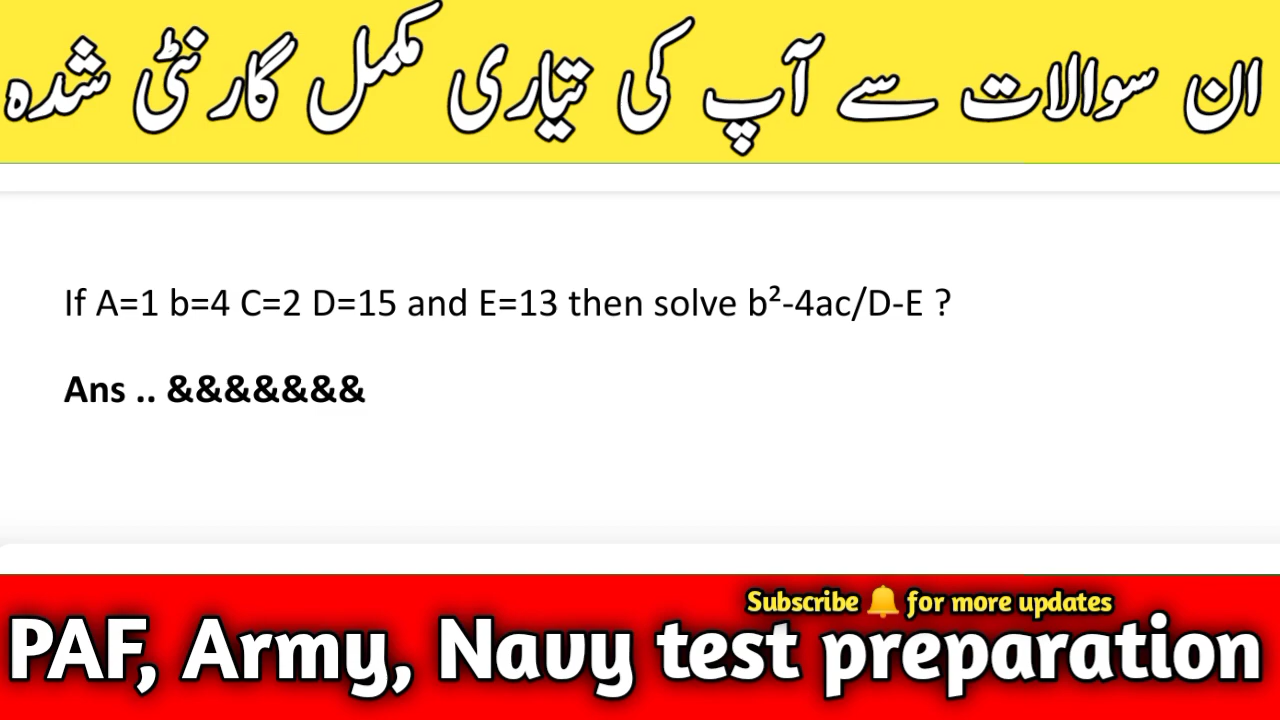 ان سوالات سے آپ کی تیاری مکمل گارنٹی شدہ
If A=1 b=4 C=2 D=15 and E=13 then solve b²-4ac/D-E ?
Ans .. &&&&&&&
Subscribe 🔔 for more updates
PAF, Army, Navy test preparation